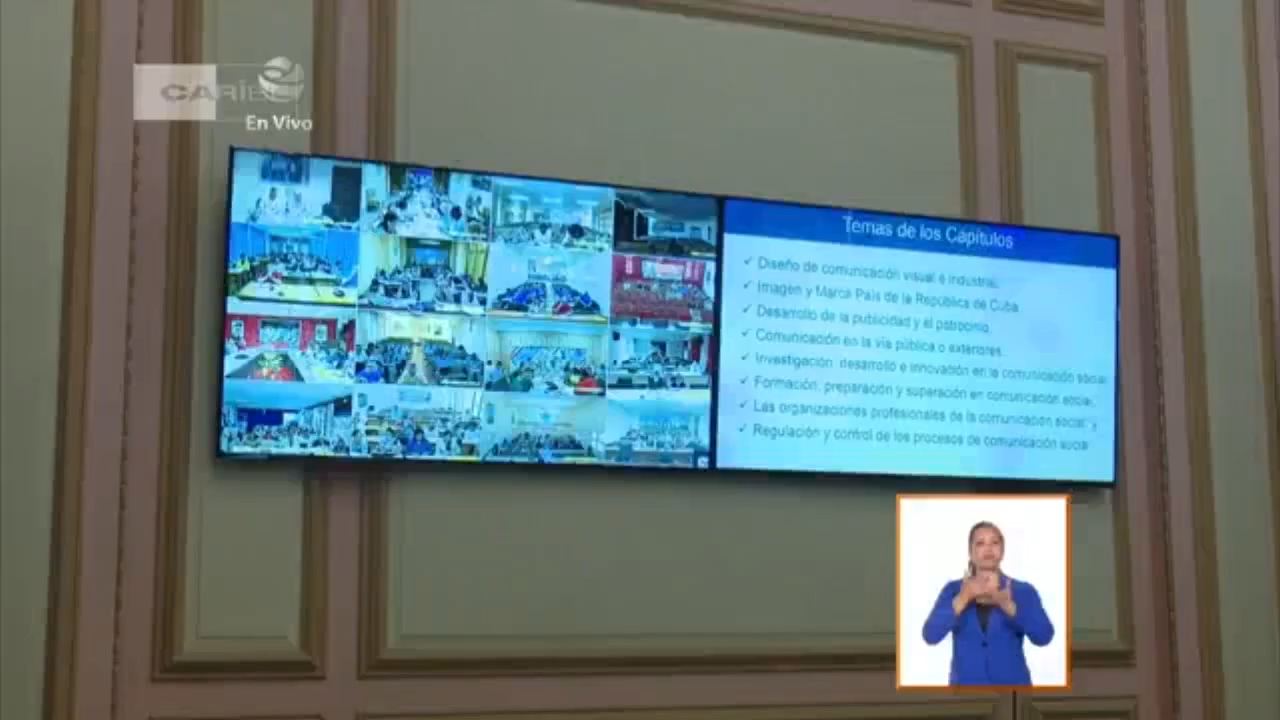 CARIBE
En Vivo
Temas de los Capítulos
✓ Diseño de comunicación visual e industrial.
✓ Imagen y Marca País de la República de Cuba.
✓ Desarrollo de la publicidad y el patrocinio.
✓ Comunicación en la vía pública o exteriores.
✓ Investigación, desarrollo e innovación en la comunicación social.
✓ Formación, preparación y superación en comunicación social.
✓ Las organizaciones profesionales de la comunicación social, y
✓ Regulación y control de los procesos de comunicación social